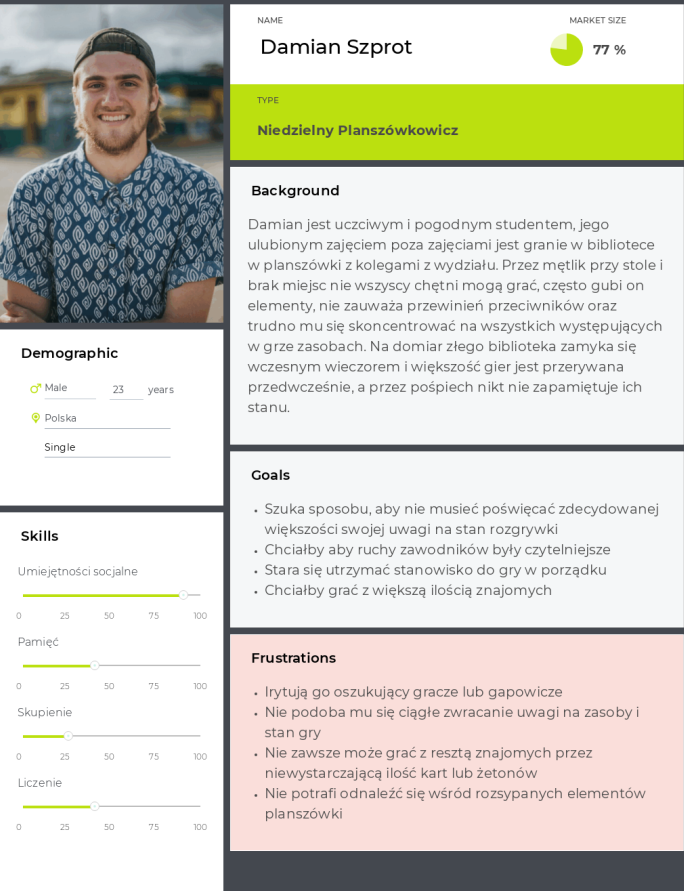 NAME
Damian Szprot
MARKET SIZE
77 %
TYPE
Niedzielny Planszówkowicz
Background
Damian jest uczciwym i pogodnym studentem, jego
ulubionym zajęciem poza zajęciami jest granie w bibliotece
w planszówki z kolegami z wydziału. Przez mętlik przy stole i
brak miejsc nie wszyscy chętni mogą grać, często gubi on
elementy, nie zauważa przewinień przeciwników oraz
trudno mu się skoncentrować na wszystkich występujących
w grze zasobach. Na domiar złego biblioteka zamyka się
wczesnym wieczorem i większość gier jest przerywana
przedwcześnie, a przez pośpiech nikt nie zapamiętuje ich
stanu.
Demographic
Male 23 years
Polska
Single
Goals
• Szuka sposobu, aby nie musieć poświęcać zdecydowanej
większości swojej uwagi na stan rozgrywki
• Chciałby aby ruchy zawodników były czytelniejsze
• Stara się utrzymać stanowisko do gry w porządku
• Chciałby grać z większą ilością znajomych
Skills
Umiejętności socjalne
0 25 50 75 100
Pamięć
0 25 50 75 100
Skupienie
0 25 50 75 100
Liczenie
0 25 50 75 100
Frustrations
• Irytują go oszukujący gracze lub gapowicze
• Nie podoba mu się ciągłe zwracanie uwagi na zasoby i
stan gry
• Nie zawsze może grać z resztą znajomych przez
niewystarczającą ilość kart lub żetonów
• Nie potrafi odnaleźć się wśród rozsypanych elementów
planszówki